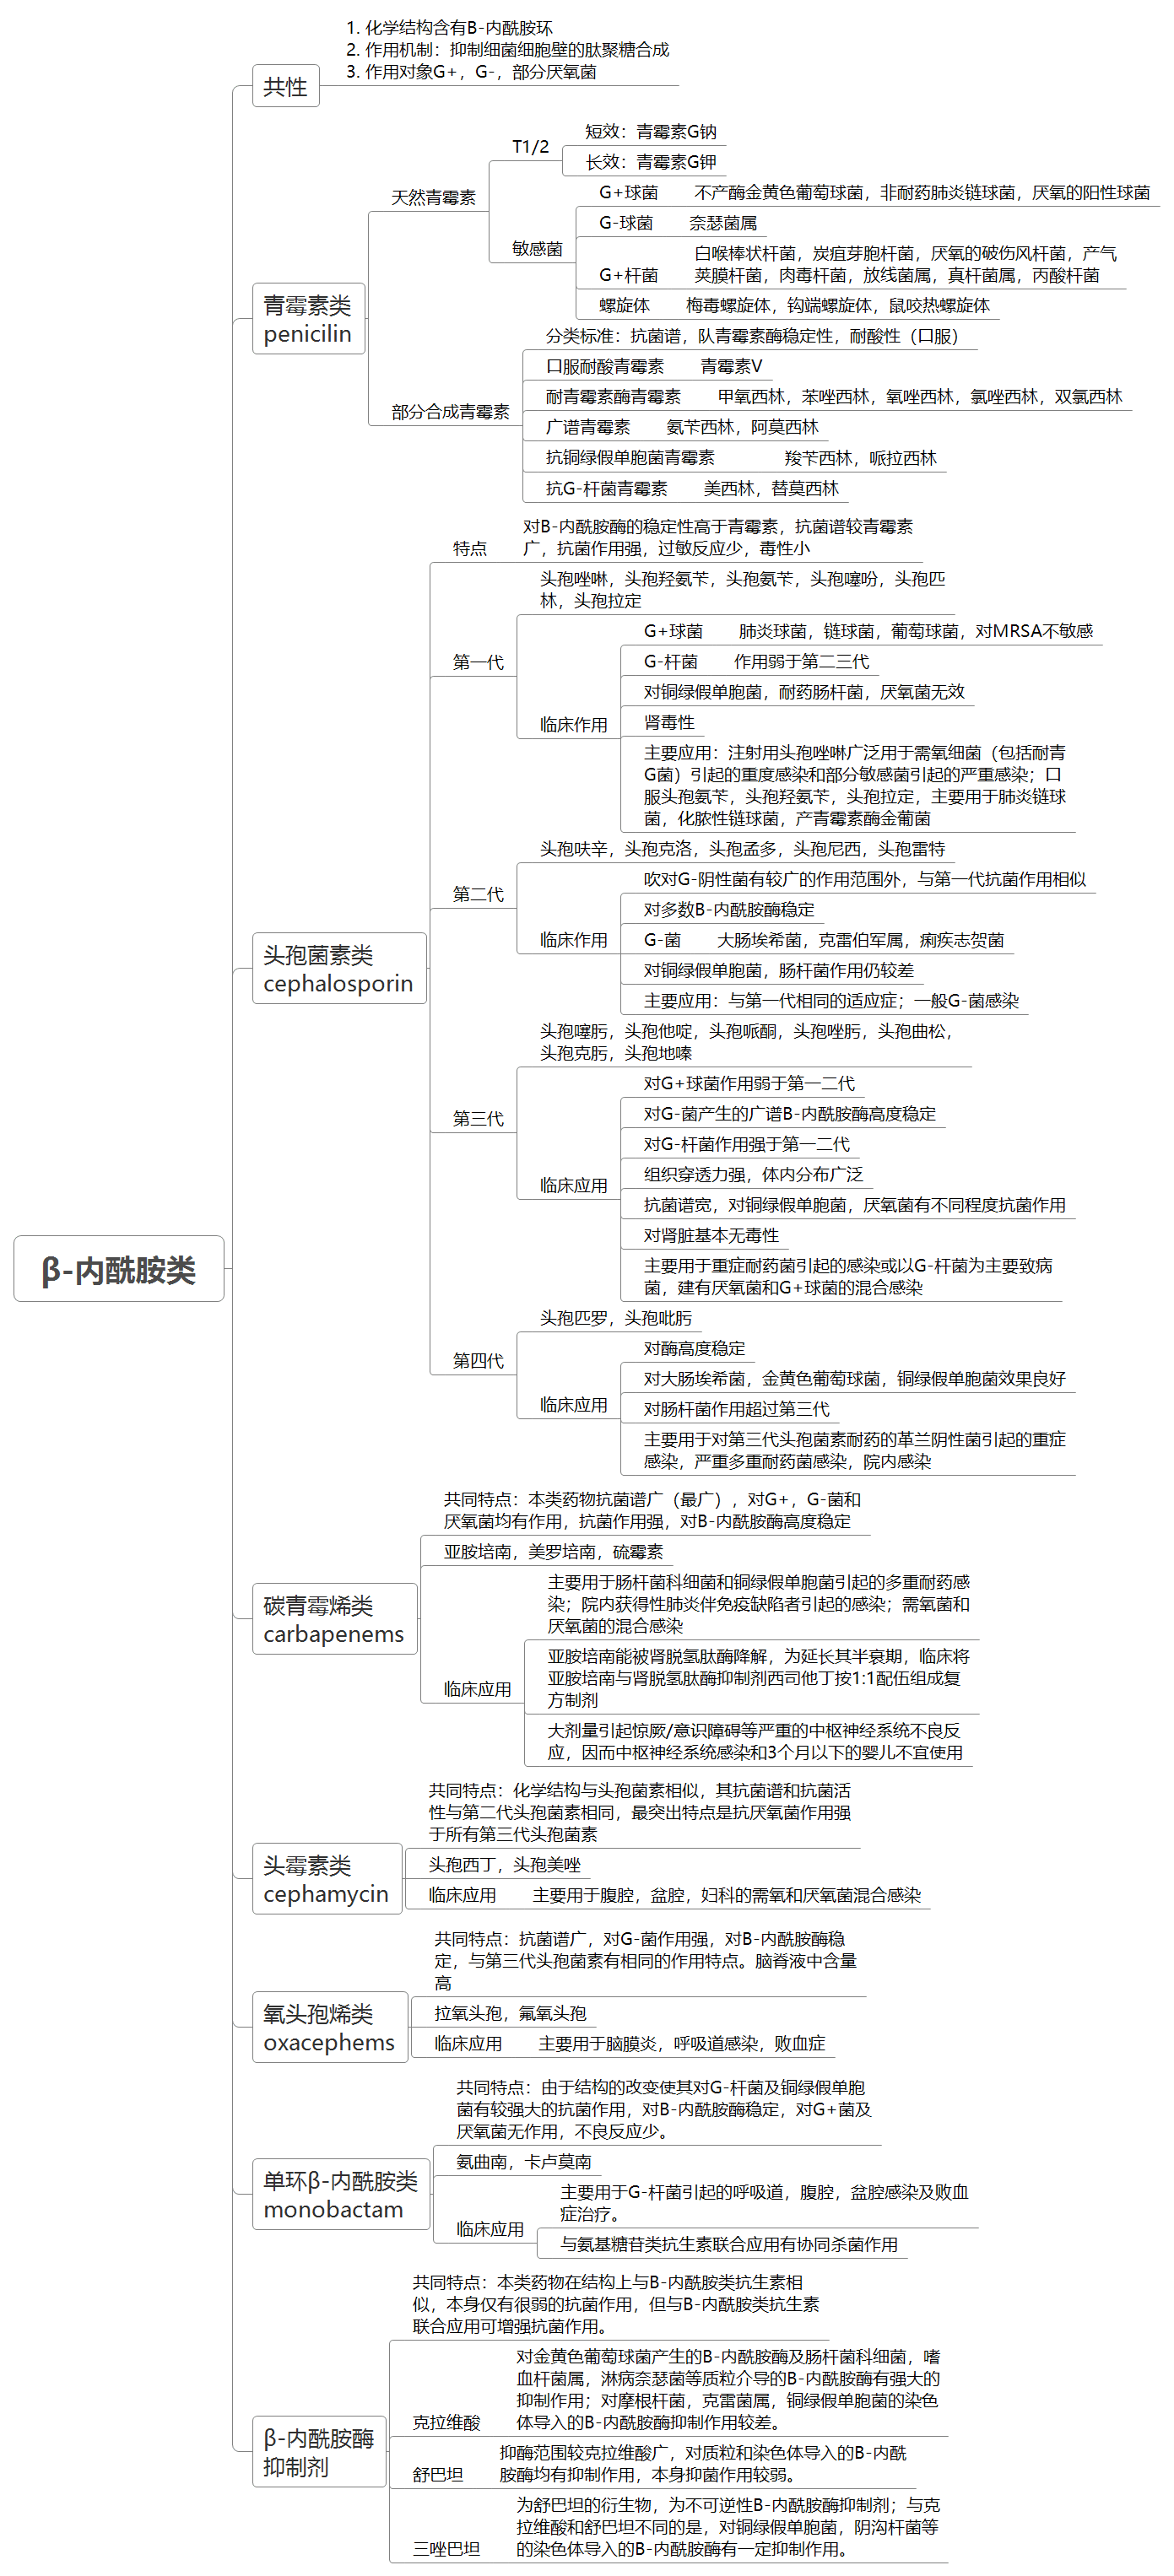 β-内酰胺类
共性
1. 化学结构含有B-内酰胺环
2. 作用机制：抑制细菌细胞壁的肽聚糖合成
3. 作用对象G+，G-，部分厌氧菌
青霉素类
penicilin
天然青霉素
T1/2
短效：青霉素G钠
长效：青霉素G钾
敏感菌
G+球菌 不产酶金黄色葡萄球菌，非耐药肺炎链球菌，厌氧的阳性球菌
G-球菌 奈瑟菌属
G+杆菌
白喉棒状杆菌，炭疽芽胞杆菌，厌氧的破伤风杆菌，产气
荚膜杆菌，肉毒杆菌，放线菌属，真杆菌属，丙酸杆菌
螺旋体 梅毒螺旋体，钩端螺旋体，鼠咬热螺旋体
部分合成青霉素
分类标准：抗菌谱，队青霉素酶稳定性，耐酸性（口服）
口服耐酸青霉素 青霉素V
耐青霉素酶青霉素 甲氧西林，苯唑西林，氧唑西林，氯唑西林，双氯西林
广谱青霉素 氨苄西林，阿莫西林
抗铜绿假单胞菌青霉素 羧苄西林，哌拉西林
抗G-杆菌青霉素 美西林，替莫西林
头孢菌素类
cephalosporin
特点
对B-内酰胺酶的稳定性高于青霉素，抗菌谱较青霉素
广，抗菌作用强，过敏反应少，毒性小
第一代
头孢唑啉，头孢羟氨苄，头孢氨苄，头孢噻吩，头孢匹
林，头孢拉定
临床作用
G+球菌 肺炎球菌，链球菌，葡萄球菌，对MRSA不敏感
G-杆菌 作用弱于第二三代
对铜绿假单胞菌，耐药肠杆菌，厌氧菌无效
肾毒性
主要应用：注射用头孢唑啉广泛用于需氧细菌（包括耐青
G菌）引起的重度感染和部分敏感菌引起的严重感染；口
服头孢氨苄，头孢羟氨苄，头孢拉定，主要用于肺炎链球
菌，化脓性链球菌，产青霉素酶金葡菌
第二代
头孢呋辛，头孢克洛，头孢孟多，头孢尼西，头孢雷特
临床作用
吹对G-阴性菌有较广的作用范围外，与第一代抗菌作用相似
对多数B-内酰胺酶稳定
G-菌 大肠埃希菌，克雷伯军属，痢疾志贺菌
对铜绿假单胞菌，肠杆菌作用仍较差
主要应用：与第一代相同的适应症；一般G-菌感染
第三代
头孢噻肟，头孢他啶，头孢哌酮，头孢唑肟，头孢曲松，
头孢克肟，头孢地嗪
临床应用
对G+球菌作用弱于第一二代
对G-菌产生的广谱B-内酰胺酶高度稳定
对G-杆菌作用强于第一二代
组织穿透力强，体内分布广泛
抗菌谱宽，对铜绿假单胞菌，厌氧菌有不同程度抗菌作用
对肾脏基本无毒性
主要用于重症耐药菌引起的感染或以G-杆菌为主要致病
菌，建有厌氧菌和G+球菌的混合感染
第四代
头孢匹罗，头孢吡肟
临床应用
对酶高度稳定
对大肠埃希菌，金黄色葡萄球菌，铜绿假单胞菌效果良好
对肠杆菌作用超过第三代
主要用于对第三代头孢菌素耐药的革兰阴性菌引起的重症
感染，严重多重耐药菌感染，院内感染
碳青霉烯类
carbapenems
共同特点：本类药物抗菌谱广（最广），对G+，G-菌和
厌氧菌均有作用，抗菌作用强，对B-内酰胺酶高度稳定
亚胺培南，美罗培南，硫霉素
临床应用
主要用于肠杆菌科细菌和铜绿假单胞菌引起的多重耐药感
染；院内获得性肺炎伴免疫缺陷者引起的感染；需氧菌和
厌氧菌的混合感染
亚胺培南能被肾脱氢肽酶降解，为延长其半衰期，临床将
亚胺培南与肾脱氢肽酶抑制剂西司他丁按1:1配伍组成复
方制剂
大剂量引起惊厥/意识障碍等严重的中枢神经系统不良反
应，因而中枢神经系统感染和3个月以下的婴儿不宜使用
头霉素类
cephamycin
共同特点：化学结构与头孢菌素相似，其抗菌谱和抗菌活
性与第二代头孢菌素相同，最突出特点是抗厌氧菌作用强
于所有第三代头孢菌素
头孢西丁，头孢美唑
临床应用 主要用于腹腔，盆腔，妇科的需氧和厌氧菌混合感染
氧头孢烯类
oxacephems
共同特点：抗菌谱广，对G-菌作用强，对B-内酰胺酶稳
定，与第三代头孢菌素有相同的作用特点。脑脊液中含量
高
拉氧头孢，氟氧头孢
临床应用 主要用于脑膜炎，呼吸道感染，败血症
单环β-内酰胺类
monobactam
共同特点：由于结构的改变使其对G-杆菌及铜绿假单胞
菌有较强大的抗菌作用，对B-内酰胺酶稳定，对G+菌及
厌氧菌无作用，不良反应少。
氨曲南，卡卢莫南
临床应用
主要用于G-杆菌引起的呼吸道，腹腔，盆腔感染及败血
症治疗。
与氨基糖苷类抗生素联合应用有协同杀菌作用
β-内酰胺酶
抑制剂
共同特点：本类药物在结构上与B-内酰胺类抗生素相
似，本身仅有很弱的抗菌作用，但与B-内酰胺类抗生素
联合应用可增强抗菌作用。
克拉维酸
对金黄色葡萄球菌产生的B-内酰胺酶及肠杆菌科细菌，嗜
血杆菌属，淋病奈瑟菌等质粒介导的B-内酰胺酶有强大的
抑制作用；对摩根杆菌，克雷菌属，铜绿假单胞菌的染色
体导入的B-内酰胺酶抑制作用较差。
舒巴坦
抑酶范围较克拉维酸广，对质粒和染色体导入的B-内酰
胺酶均有抑制作用，本身抑菌作用较弱。
三唑巴坦
为舒巴坦的衍生物，为不可逆性B-内酰胺酶抑制剂；与克
拉维酸和舒巴坦不同的是，对铜绿假单胞菌，阴沟杆菌等
的染色体导入的B-内酰胺酶有一定抑制作用。